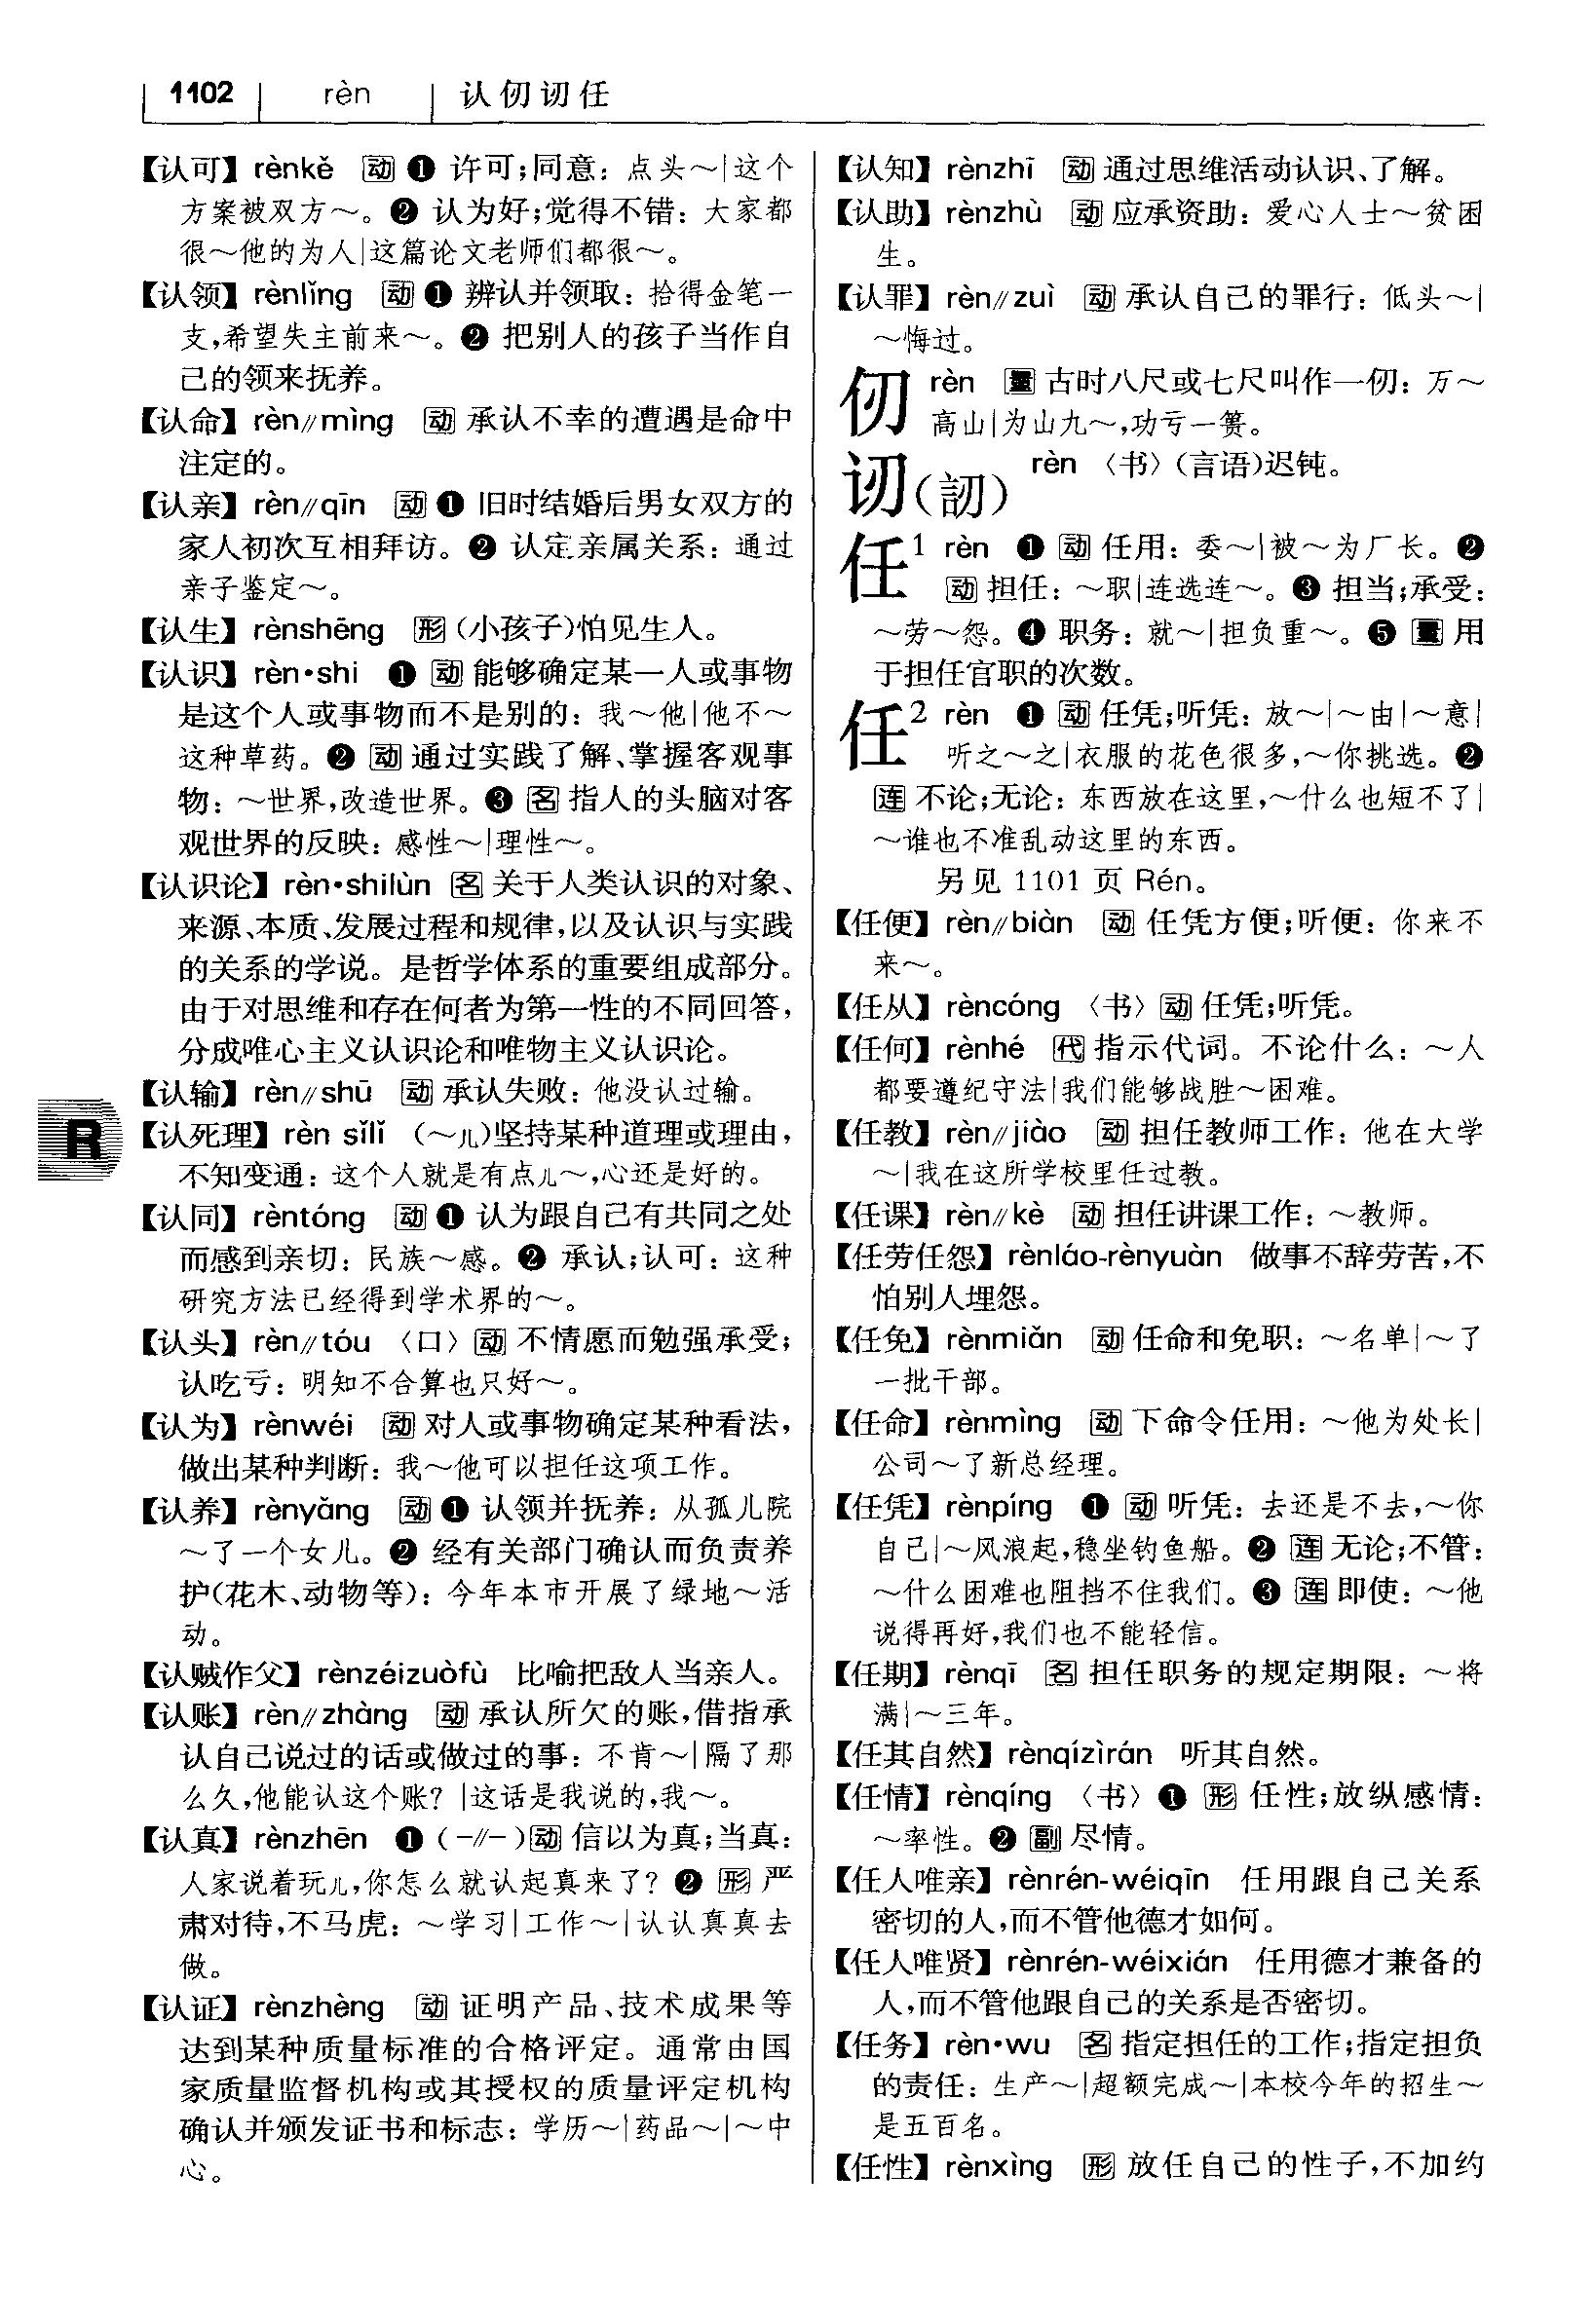 1102 rèn 认仞讱任
【认可】rènkě 动 ❶ 许可;同意：点头～|这个
方案被双方～。❷ 认为好;觉得不错：大家都
很～他的为人|这篇论文老师们都很～。
【认领】rènlǐng 动 ❶ 辨认并领取：拾得金笔一
支,希望失主前来～。❷ 把别人的孩子当作自
己的领来抚养。
【认命】rèn//mìng 动 承认不幸的遭遇是命中
注定的。
【认亲】rèn//qīn 动 ❶ 旧时结婚后男女双方的
家人初次互相拜访。❷ 认定亲属关系：通过
亲子鉴定～。
【认生】rènshēng 形 (小孩子)怕见生人。
【认识】rèn•shi ❶ 动 能够确定某一人或事物
是这个人或事物而不是别的：我～他|他不～
这种草药。❷ 动 通过实践了解、掌握客观事
物：～世界,改造世界。❸ 名 指人的头脑对客
观世界的反映：感性～|理性～。
【认识论】rèn•shilùn 名 关于人类认识的对象、
来源、本质、发展过程和规律,以及认识与实践
的关系的学说。是哲学体系的重要组成部分。
由于对思维和存在何者为第一性的不同回答,
分成唯心主义认识论和唯物主义认识论。
【认输】rèn//shū 动 承认失败：他没认过输。
【认死理】rèn sǐlǐ (～儿)坚持某种道理或理由,
不知变通：这个人就是有点儿～,心还是好的。
【认同】rèntóng 动 ❶ 认为跟自己有共同之处
而感到亲切：民族～感。❷ 承认;认可：这种
研究方法已经得到学术界的～。
【认头】rèn//tóu 〈口〉动 不情愿而勉强承受;
认吃亏：明知不合算也只好～。
【认为】rènwéi 动 对人或事物确定某种看法,
做出某种判断：我～他可以担任这项工作。
【认养】rènyǎng 动 ❶ 认领并抚养：从孤儿院
～了一个女儿。❷ 经有关部门确认而负责养
护(花木、动物等)：今年本市开展了绿地～活
动。
【认贼作父】rènzéizuòfù 比喻把敌人当亲人。
【认账】rèn//zhàng 动 承认所欠的账,借指承
认自己说过的话或做过的事：不肯～|隔了那
么久,他能认这个账？|这话是我说的,我～。
【认真】rènzhēn ❶ (-//-)动 信以为真;当真：
人家说着玩儿,你怎么就认起真来了？❷ 形 严
肃对待,不马虎：～学习|工作～|认认真真去
做。
【认证】rènzhèng 动 证明产品、技术成果等
达到某种质量标准的合格评定。通常由国
家质量监督机构或其授权的质量评定机构
确认并颁发证书和标志：学历～|药品～|～中
心。
R
【认知】rènzhī 动 通过思维活动认识、了解。
【认助】rènzhù 动 应承资助：爱心人士～贫困
生。
【认罪】rèn//zuì 动 承认自己的罪行：低头～|
～悔过。
仞 rèn 量 古时八尺或七尺叫作一仞：万～
高山|为山九～,功亏一篑。
讱(訒) rèn 〈书〉(言语)迟钝。
任1 rèn ❶ 动 任用：委～|被～为厂长。❷
动 担任：～职|连选连～。❸ 担当;承受：
～劳～怨。❹ 职务：就～|担负重～。❺ 量 用
于担任官职的次数。
任2 rèn ❶ 动 任凭;听凭：放～|～由|～意|
听之～之|衣服的花色很多,～你挑选。❷
连 不论;无论：东西放在这里,～什么也短不了|
～谁也不准乱动这里的东西。
另见 1101 页 Rén。
【任便】rèn//biàn 动 任凭方便;听便：你来不
来～。
【任从】rèncóng 〈书〉动 任凭;听凭。
【任何】rènhé 代 指示代词。不论什么：～人
都要遵纪守法|我们能够战胜～困难。
【任教】rèn//jiào 动 担任教师工作：他在大学
～|我在这所学校里任过教。
【任课】rèn//kè 动 担任讲课工作：～教师。
【任劳任怨】rènláo-rènyuàn 做事不辞劳苦,不
怕别人埋怨。
【任免】rènmiǎn 动 任命和免职：～名单|～了
一批干部。
【任命】rènmìng 动 下命令任用：～他为处长|
公司～了新总经理。
【任凭】rènpíng ❶ 动 听凭：去还是不去,～你
自己|～风浪起,稳坐钓鱼船。❷ 连 无论;不管：
～什么困难也阻挡不住我们。❸ 连 即使：～他
说得再好,我们也不能轻信。
【任期】rènqī 名 担任职务的规定期限：～将
满|～三年。
【任其自然】rènqízìrán 听其自然。
【任情】rènqíng 〈书〉❶ 形 任性;放纵感情：
～率性。❷ 副 尽情。
【任人唯亲】rènrén-wéiqīn 任用跟自己关系
密切的人,而不管他德才如何。
【任人唯贤】rènrén-wéixián 任用德才兼备的
人,而不管他跟自己的关系是否密切。
【任务】rèn•wu 名 指定担任的工作;指定担负
的责任：生产～|超额完成～|本校今年的招生～
是五百名。
【任性】rènxìng 形 放任自己的性子,不加约